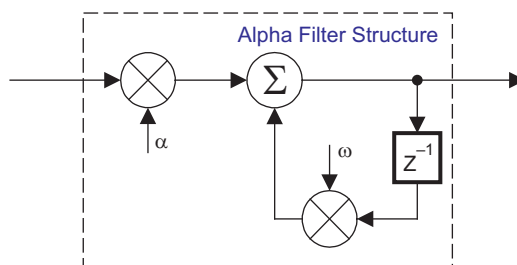 Alpha Filter Structure
Σ
α
ω
Z⁻¹